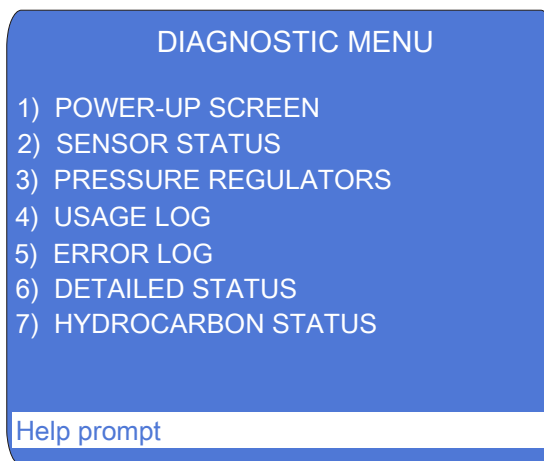 DIAGNOSTIC MENU
1) POWER-UP SCREEN
2) SENSOR STATUS
3) PRESSURE REGULATORS
4) USAGE LOG
5) ERROR LOG
6) DETAILED STATUS
7) HYDROCARBON STATUS
Help prompt